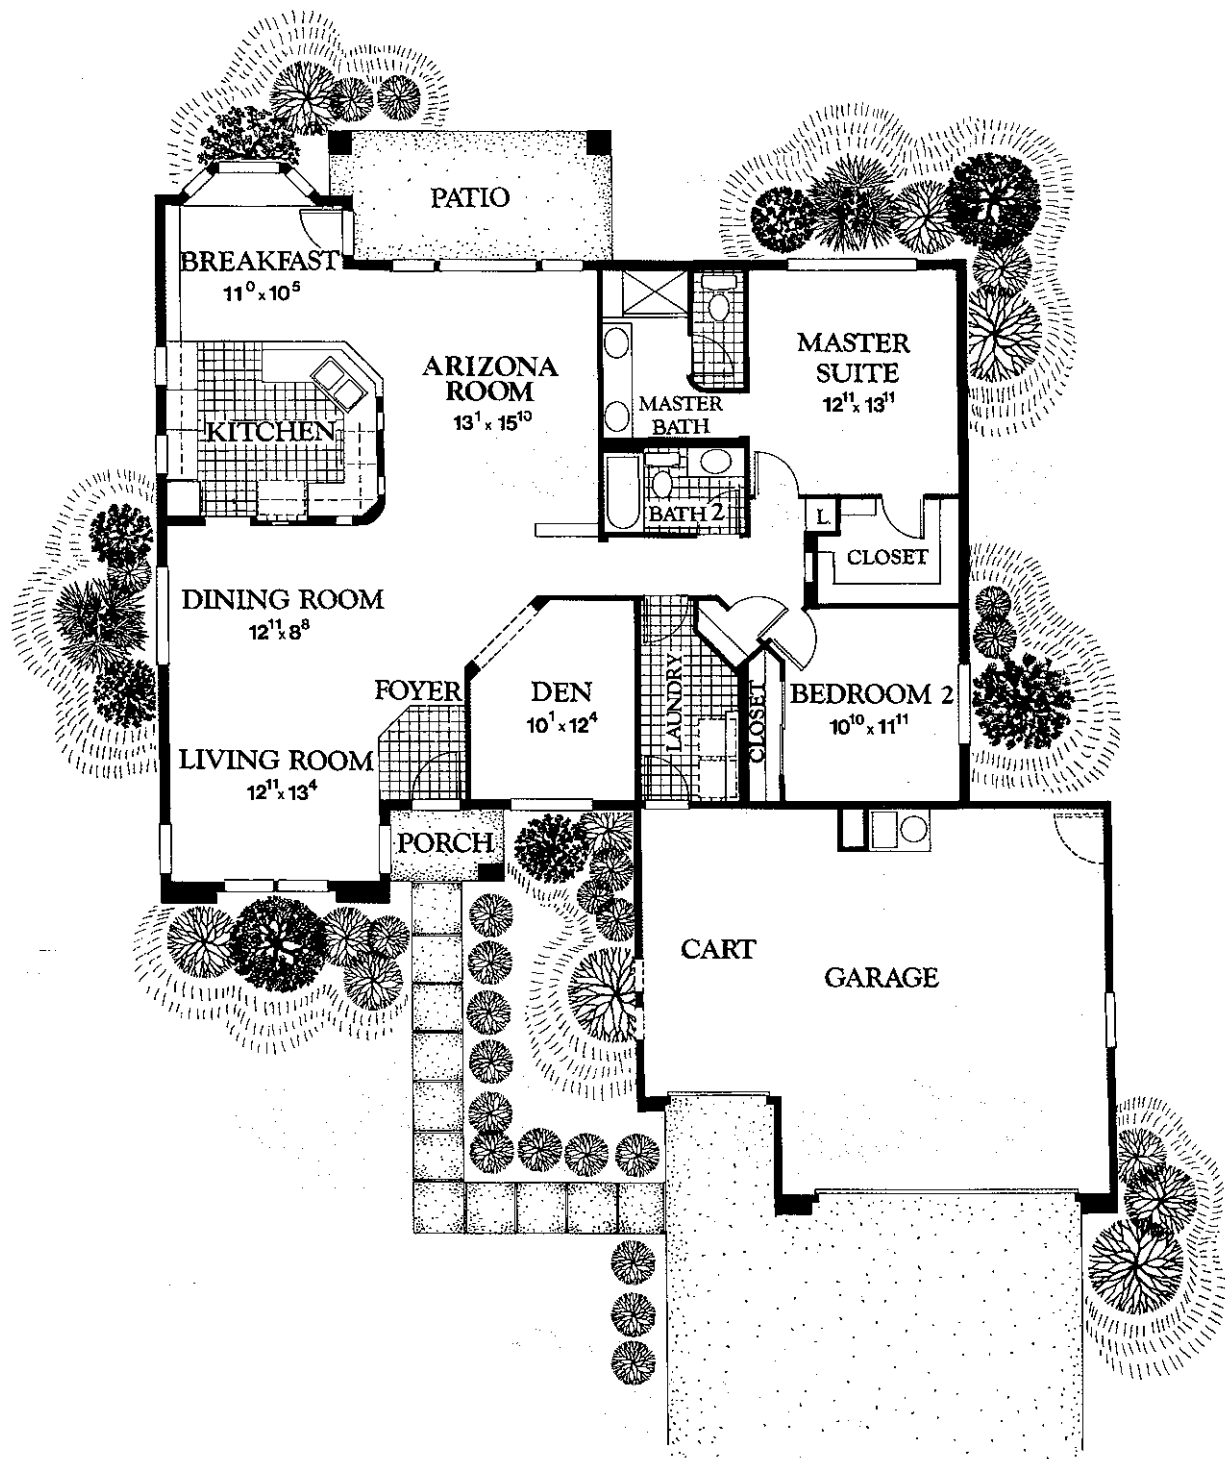 PATIO
BREAKFAST
11⁰ x 10⁵
ARIZONA
ROOM
13¹ x 15¹⁰
MASTER
SUITE
12¹¹ x 13¹¹
MASTER
BATH
KITCHEN
BATH 2
L
CLOSET
DINING ROOM
12¹¹ x 8⁸
FOYER
DEN
10¹ x 12⁴
LAUNDRY
CLOSET
BEDROOM 2
10¹⁰ x 11¹¹
LIVING ROOM
12¹¹ x 13⁴
PORCH
CART
GARAGE